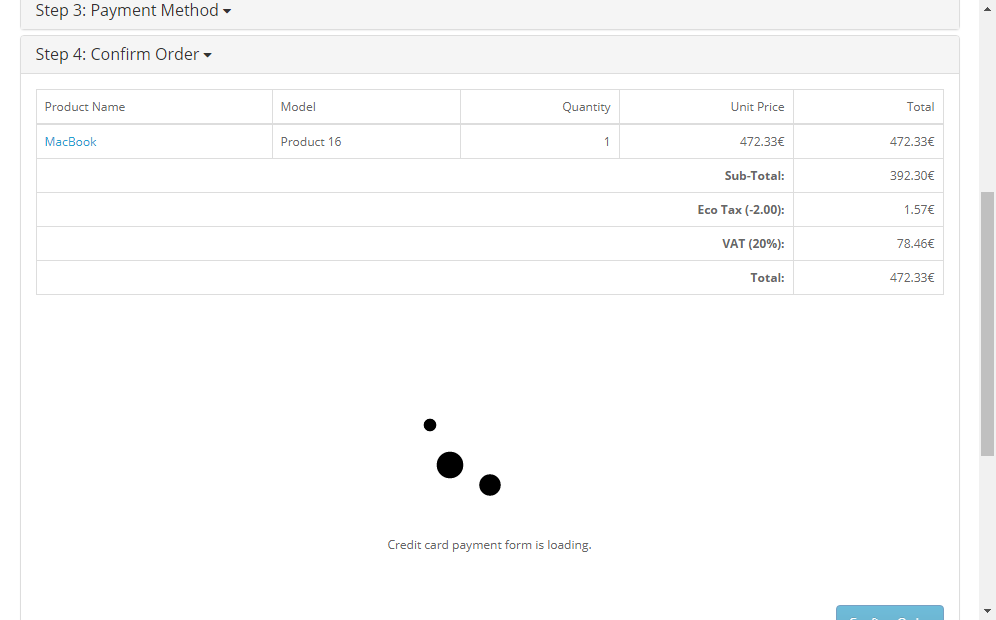 Step 3: Payment Method
Step 4: Confirm Order
Product Name Model Quantity Unit Price Total
MacBook Product 16 1 472.33€ 472.33€
Sub-Total: 392.30€
Eco Tax (-2.00): 1.57€
VAT (20%): 78.46€
Total: 472.33€
Credit card payment form is loading.